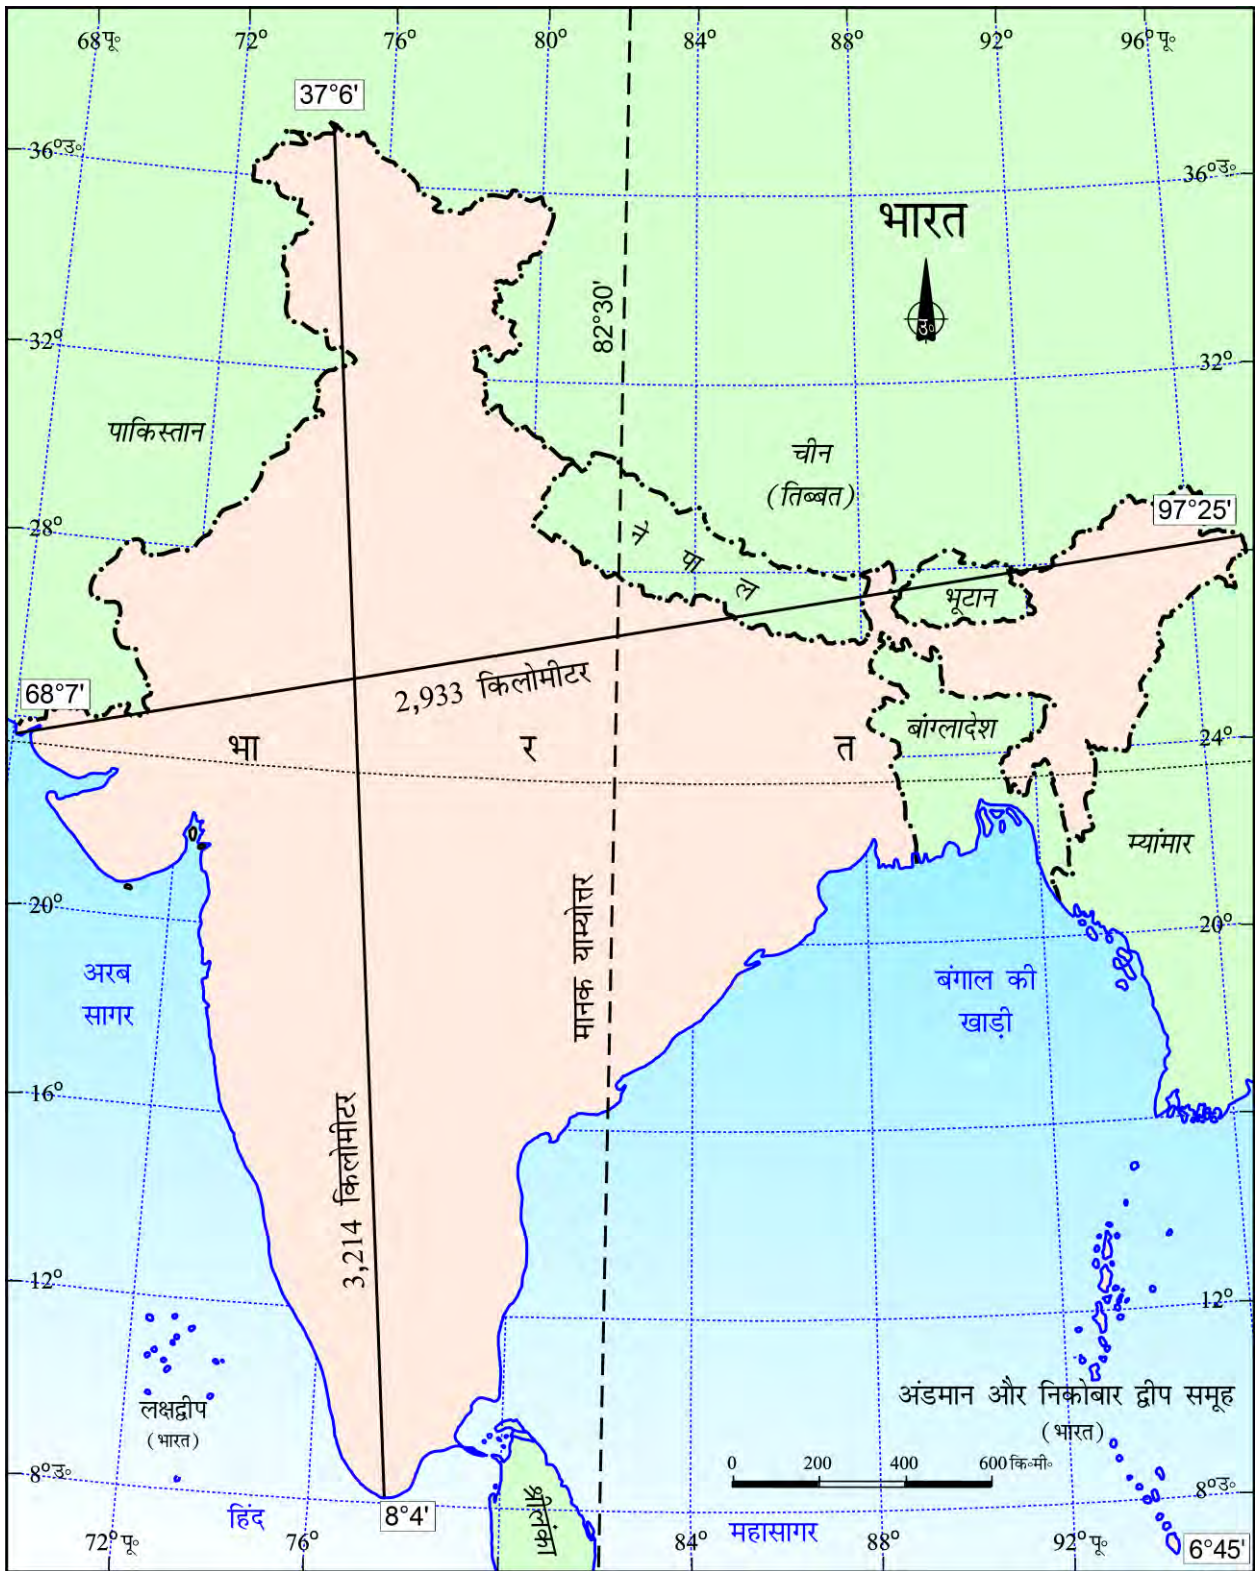 68°पू॰ 72° 76° 80° 84° 88° 92° 96°पू॰
37°6'
36°उ॰
36°उ॰
भारत
उ॰
82°30'
32°
32°
पाकिस्तान
चीन
(तिब्बत)
97°25'
28°
ने पा ल
भूटान
68°7'
2,933 किलोमीटर
बांग्लादेश
भा र त
24°
म्यांमार
मानक याम्योत्तर
20°
20°
अरब
सागर
बंगाल की
खाड़ी
16°
3,214 किलोमीटर
12°
12°
लक्षद्वीप
(भारत)
अंडमान और निकोबार द्वीप समूह
(भारत)
0 200 400 600 कि॰मी॰
8°उ॰
8°उ॰
हिंद
8°4'
श्रीलंका
महासागर
72°पू॰ 76° 84° 88° 92°पू॰
6°45'